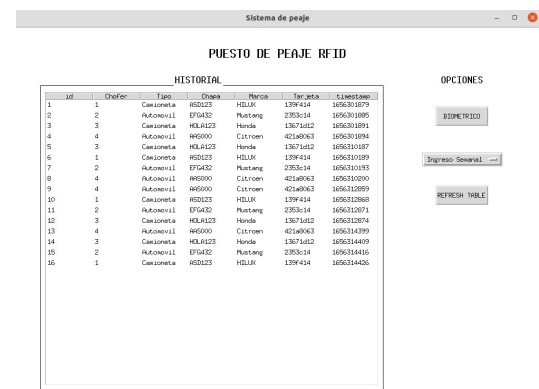 Sistema de peaje
PUESTO DE PEAJE RFID
HISTORIAL
OPCIONES
id Chofer Tipo Chapa Marca Tarjeta timestamp
1 1 Camioneta ASD123 HILUX 139f414 1656301879
2 2 Automovil EFG432 Mustang 2353c14 1656301885
3 3 Camioneta HOLA123 Honda 13671d12 1656301891
4 4 Automovil AAS000 Citroen 421a8063 1656301894
5 3 Camioneta HOLA123 Honda 13671d12 1656310187
6 1 Camioneta ASD123 HILUX 139f414 1656310189
7 2 Automovil EFG432 Mustang 2353c14 1656310193
8 4 Automovil AAS000 Citroen 421a8063 1656310200
9 4 Automovil AAS000 Citroen 421a8063 1656312859
10 1 Camioneta ASD123 HILUX 139f414 1656312868
11 2 Automovil EFG432 Mustang 2353c14 1656312871
12 3 Camioneta HOLA123 Honda 13671d12 1656312874
13 4 Automovil AAS000 Citroen 421a8063 1656314399
14 3 Camioneta HOLA123 Honda 13671d12 1656314409
15 2 Automovil EFG432 Mustang 2353c14 1656314416
16 1 Camioneta ASD123 HILUX 139f414 1656314426
BIOMETRICO
Ingreso Semanal
REFRESH TABLE